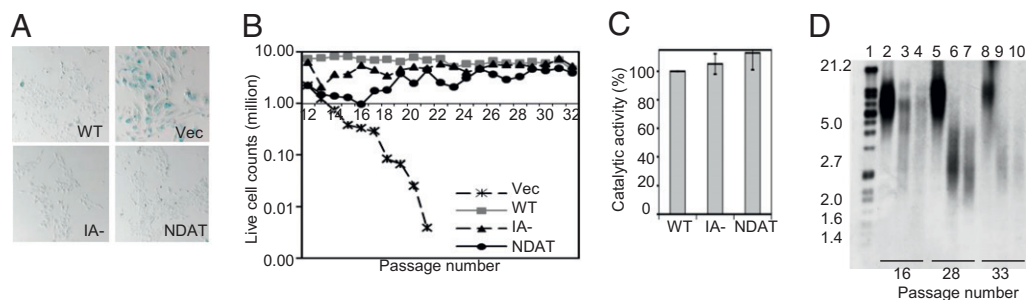 A
WT
Vec
IA-
NDAT
B
Live cell counts (million)
10.00
1.00
0.10
0.01
0.00
12 14 16 18 20 22 24 26 28 30 32
Vec
WT
IA-
NDAT
Passage number
C
Catalytic activity (%)
100
80
60
40
20
0
WT IA- NDAT
D
1 2 3 4 5 6 7 8 9 10
21.2
5.0
2.7
2.0
1.6
1.4
16 28 33
Passage number